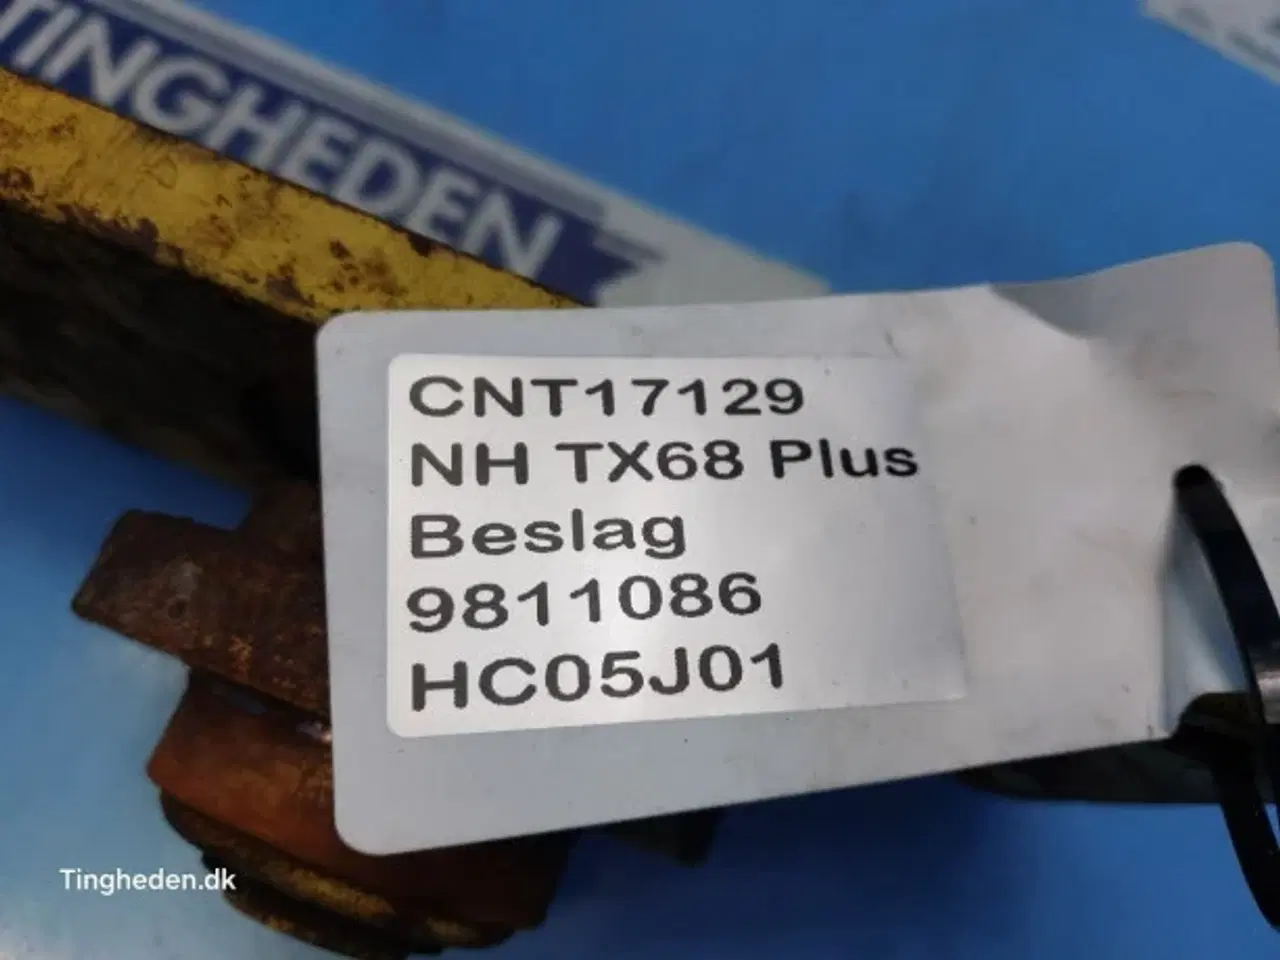 TINGHEDEN
CNT17129
NH TX68 Plus
Beslag
9811086
HC05J01
Tingheden.dk